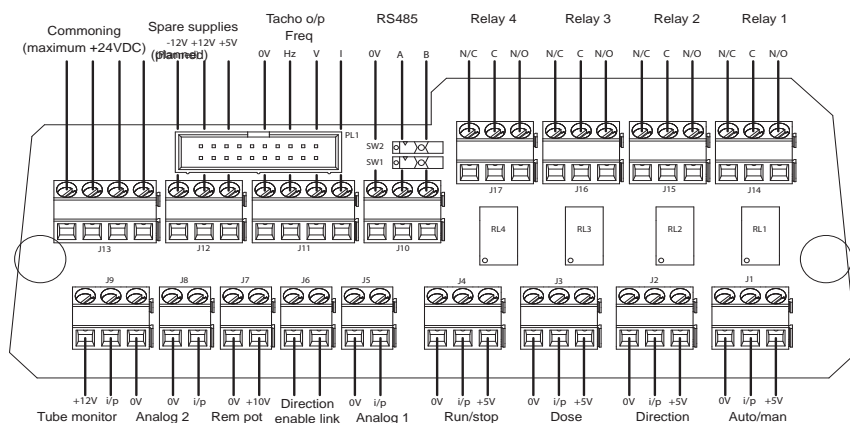 Commoning
(maximum +24VDC)
Spare supplies
(planned)
-12V +12V +5V
Tacho o/p
Freq
0V Hz V I
RS485
0V A B
Relay 4
N/C C N/O
Relay 3
N/C C N/O
Relay 2
N/C C N/O
Relay 1
N/C C N/O
PL1
SW2
SW1
J17 J16 J15 J14
J13 J12 J11 J10
RL4 RL3 RL2 RL1
J9 J8 J7 J6 J5 J4 J3 J2 J1
+12V i/p 0V
Tube monitor
0V i/p
Analog 2
0V +10V
Rem pot
Direction
enable link
0V i/p
Analog 1
0V i/p +5V
Run/stop
0V i/p +5V
Dose
0V i/p +5V
Direction
0V i/p +5V
Auto/man